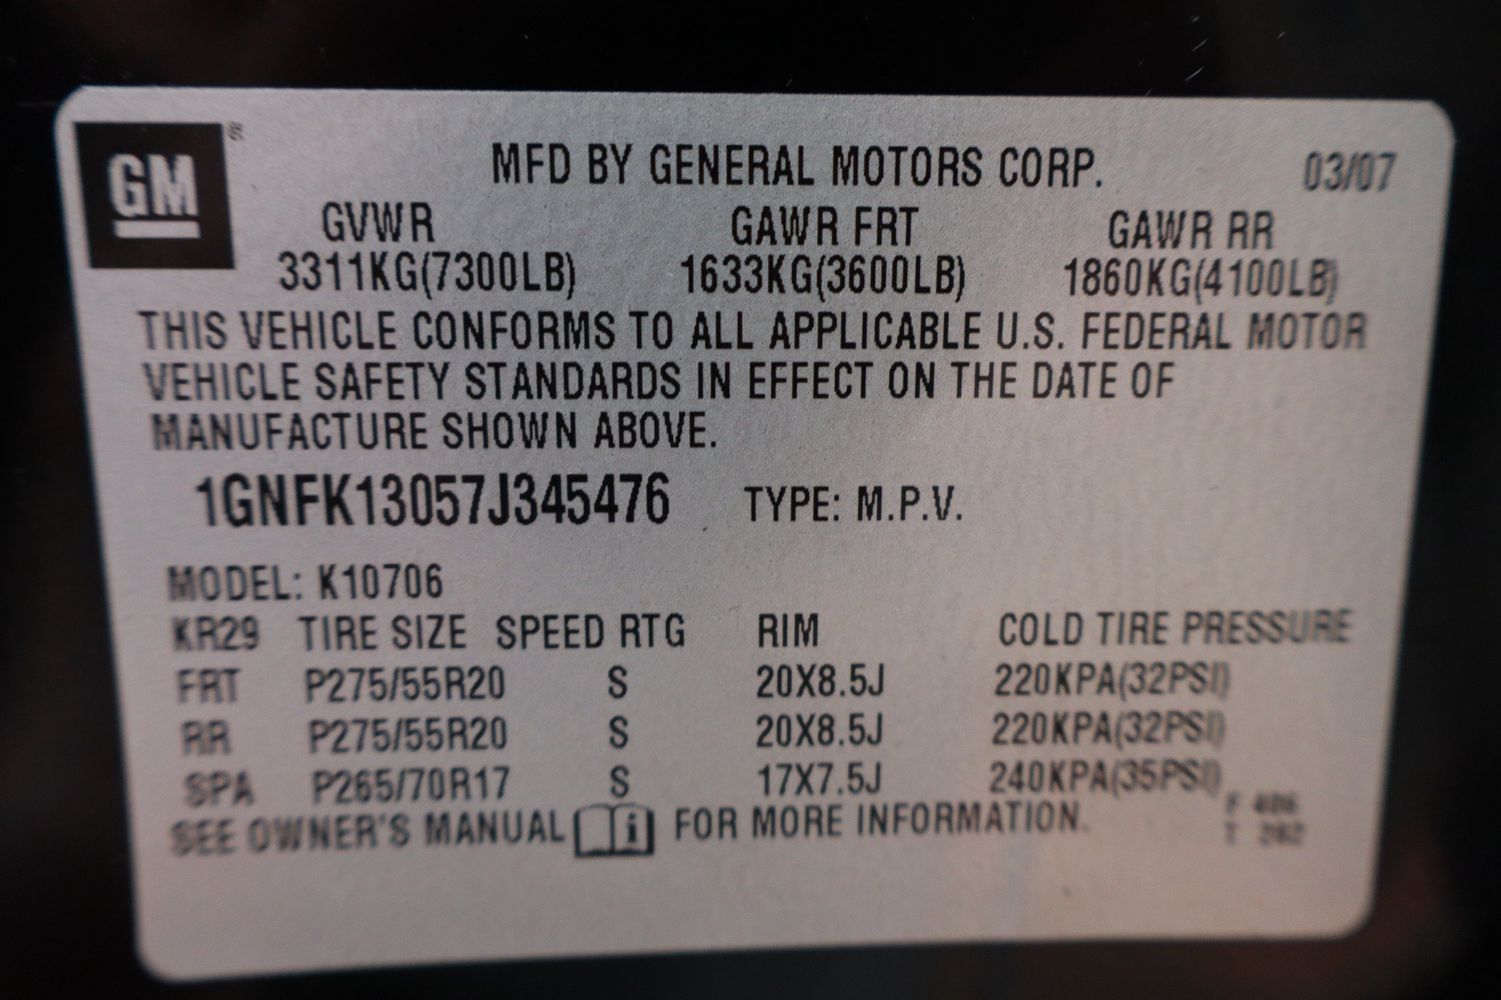 GM ®
MFD BY GENERAL MOTORS CORP. 03/07
GVWR GAWR FRT GAWR RR
3311KG(7300LB) 1633KG(3600LB) 1860KG(4100LB)
THIS VEHICLE CONFORMS TO ALL APPLICABLE U.S. FEDERAL MOTOR
VEHICLE SAFETY STANDARDS IN EFFECT ON THE DATE OF
MANUFACTURE SHOWN ABOVE.
1GNFK13057J345476 TYPE: M.P.V.
MODEL: K10706
KR29 TIRE SIZE SPEED RTG RIM COLD TIRE PRESSURE
FRT P275/55R20 S 20X8.5J 220KPA(32PSI)
RR P275/55R20 S 20X8.5J 220KPA(32PSI)
SPA P265/70R17 S 17X7.5J 240KPA(35PSI)
SEE OWNER'S MANUAL i FOR MORE INFORMATION.
F
T